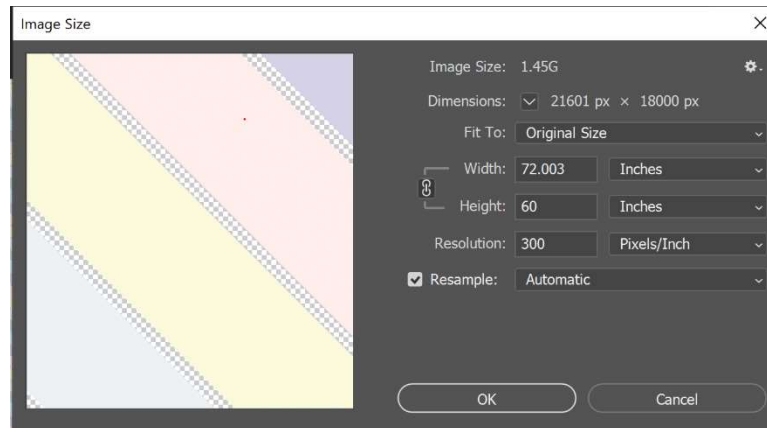 Image Size
Image Size: 1.45G
Dimensions: 21601 px × 18000 px
Fit To: Original Size
Width: 72.003 Inches
Height: 60 Inches
Resolution: 300 Pixels/Inch
Resample: Automatic
OK Cancel